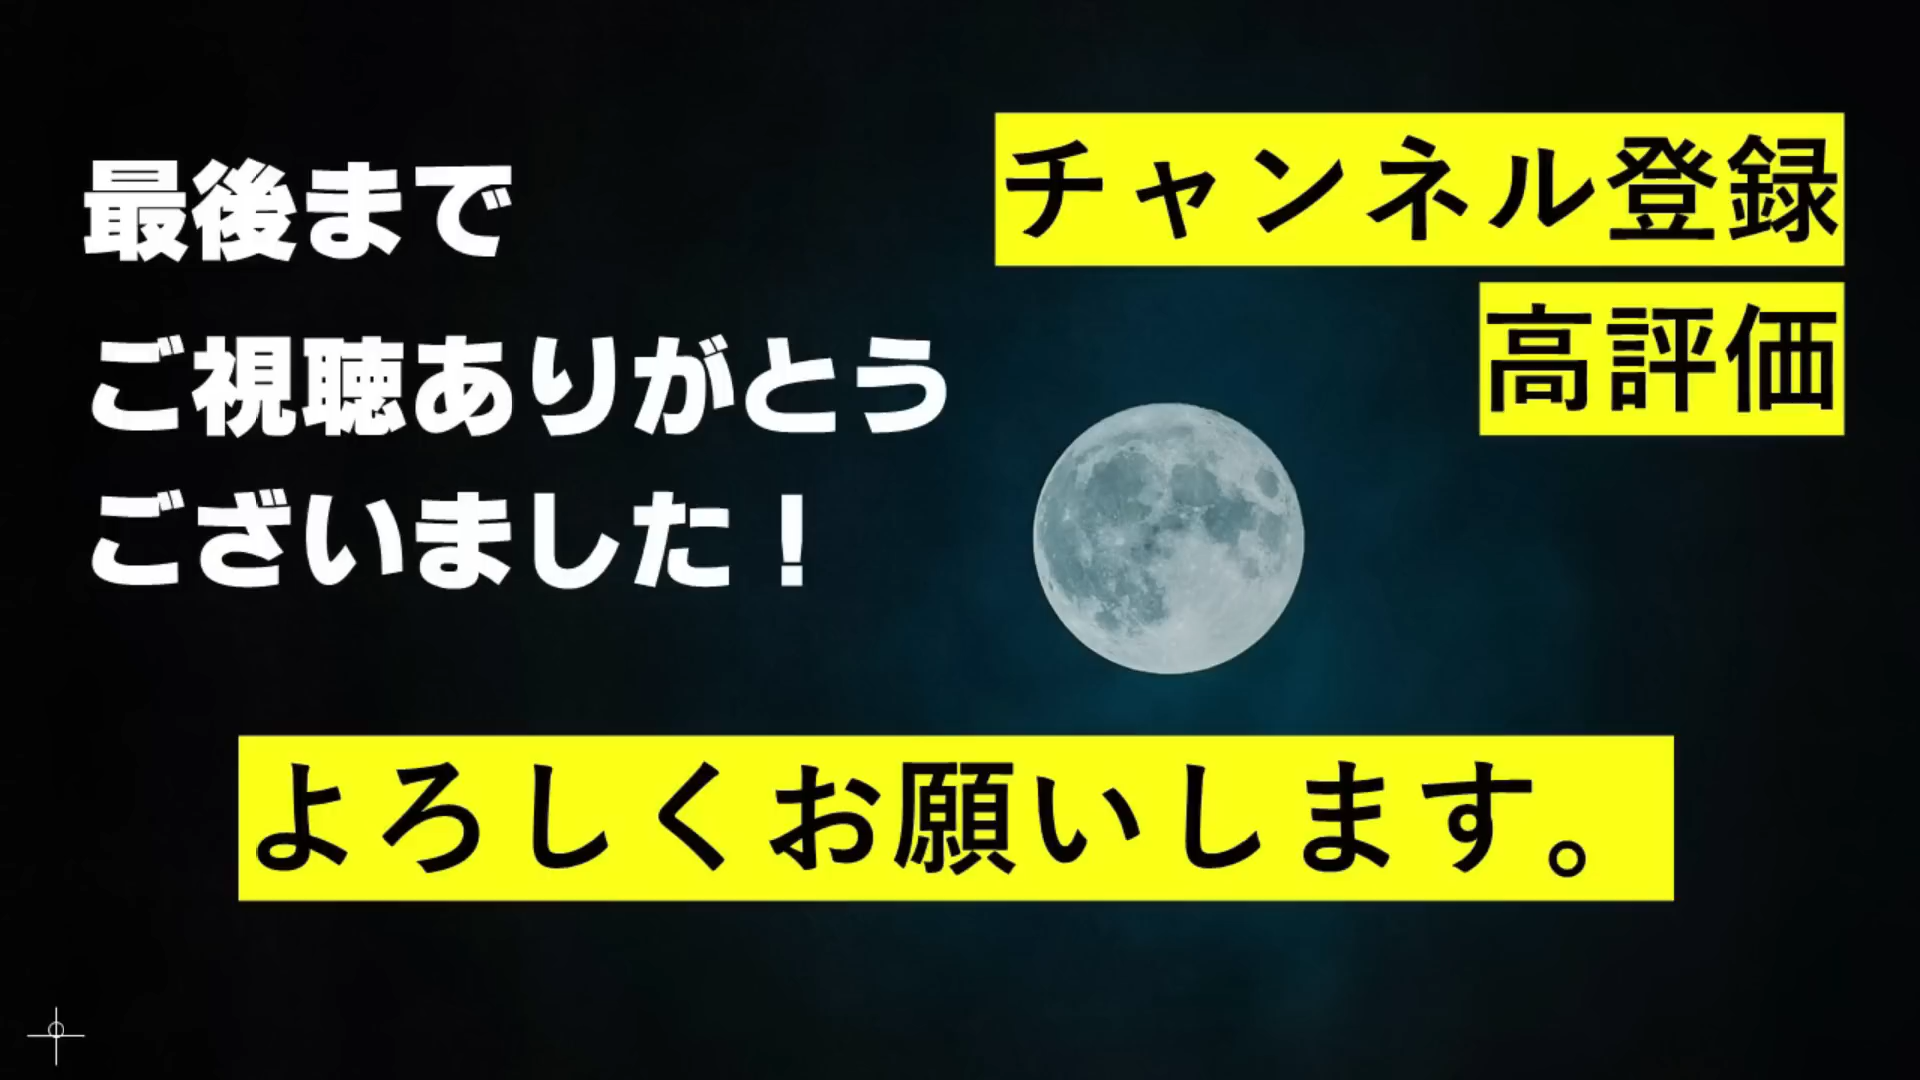 最後まで
ご視聴ありがとう
ございました！
チャンネル登録
高評価
よろしくお願いします。